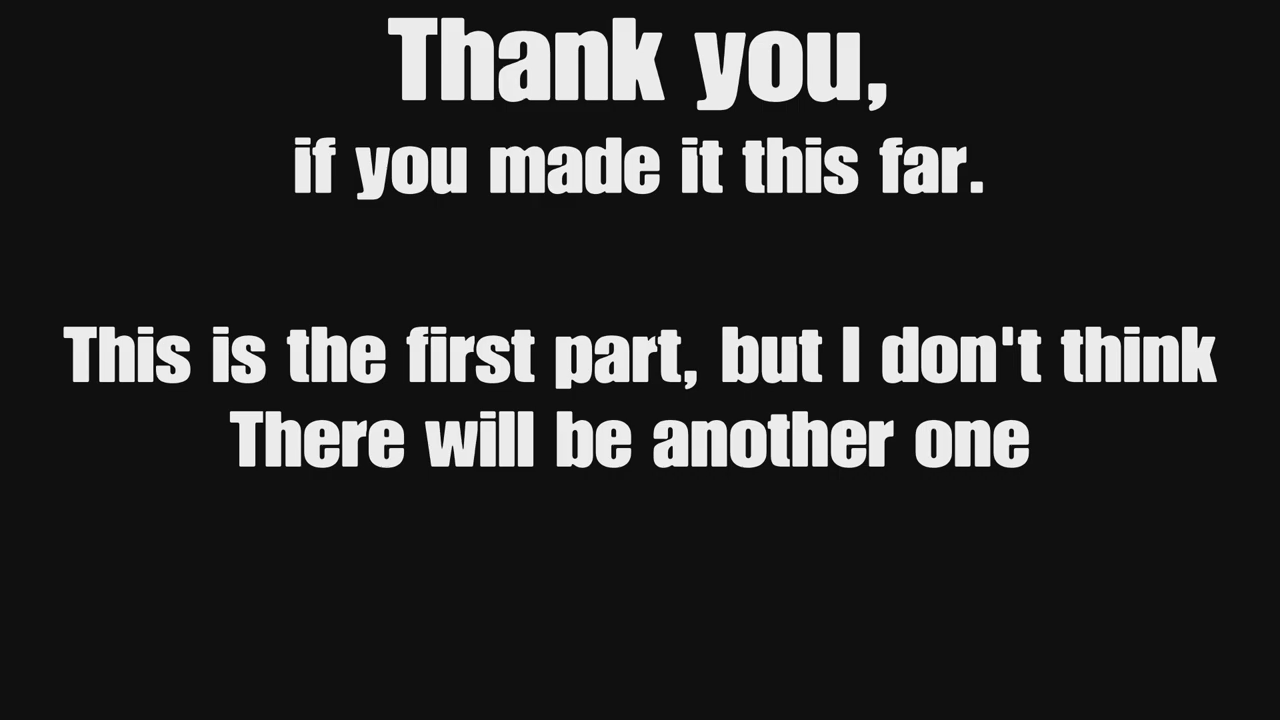 Thank you,
if you made it this far.
This is the first part, but I don't think
There will be another one